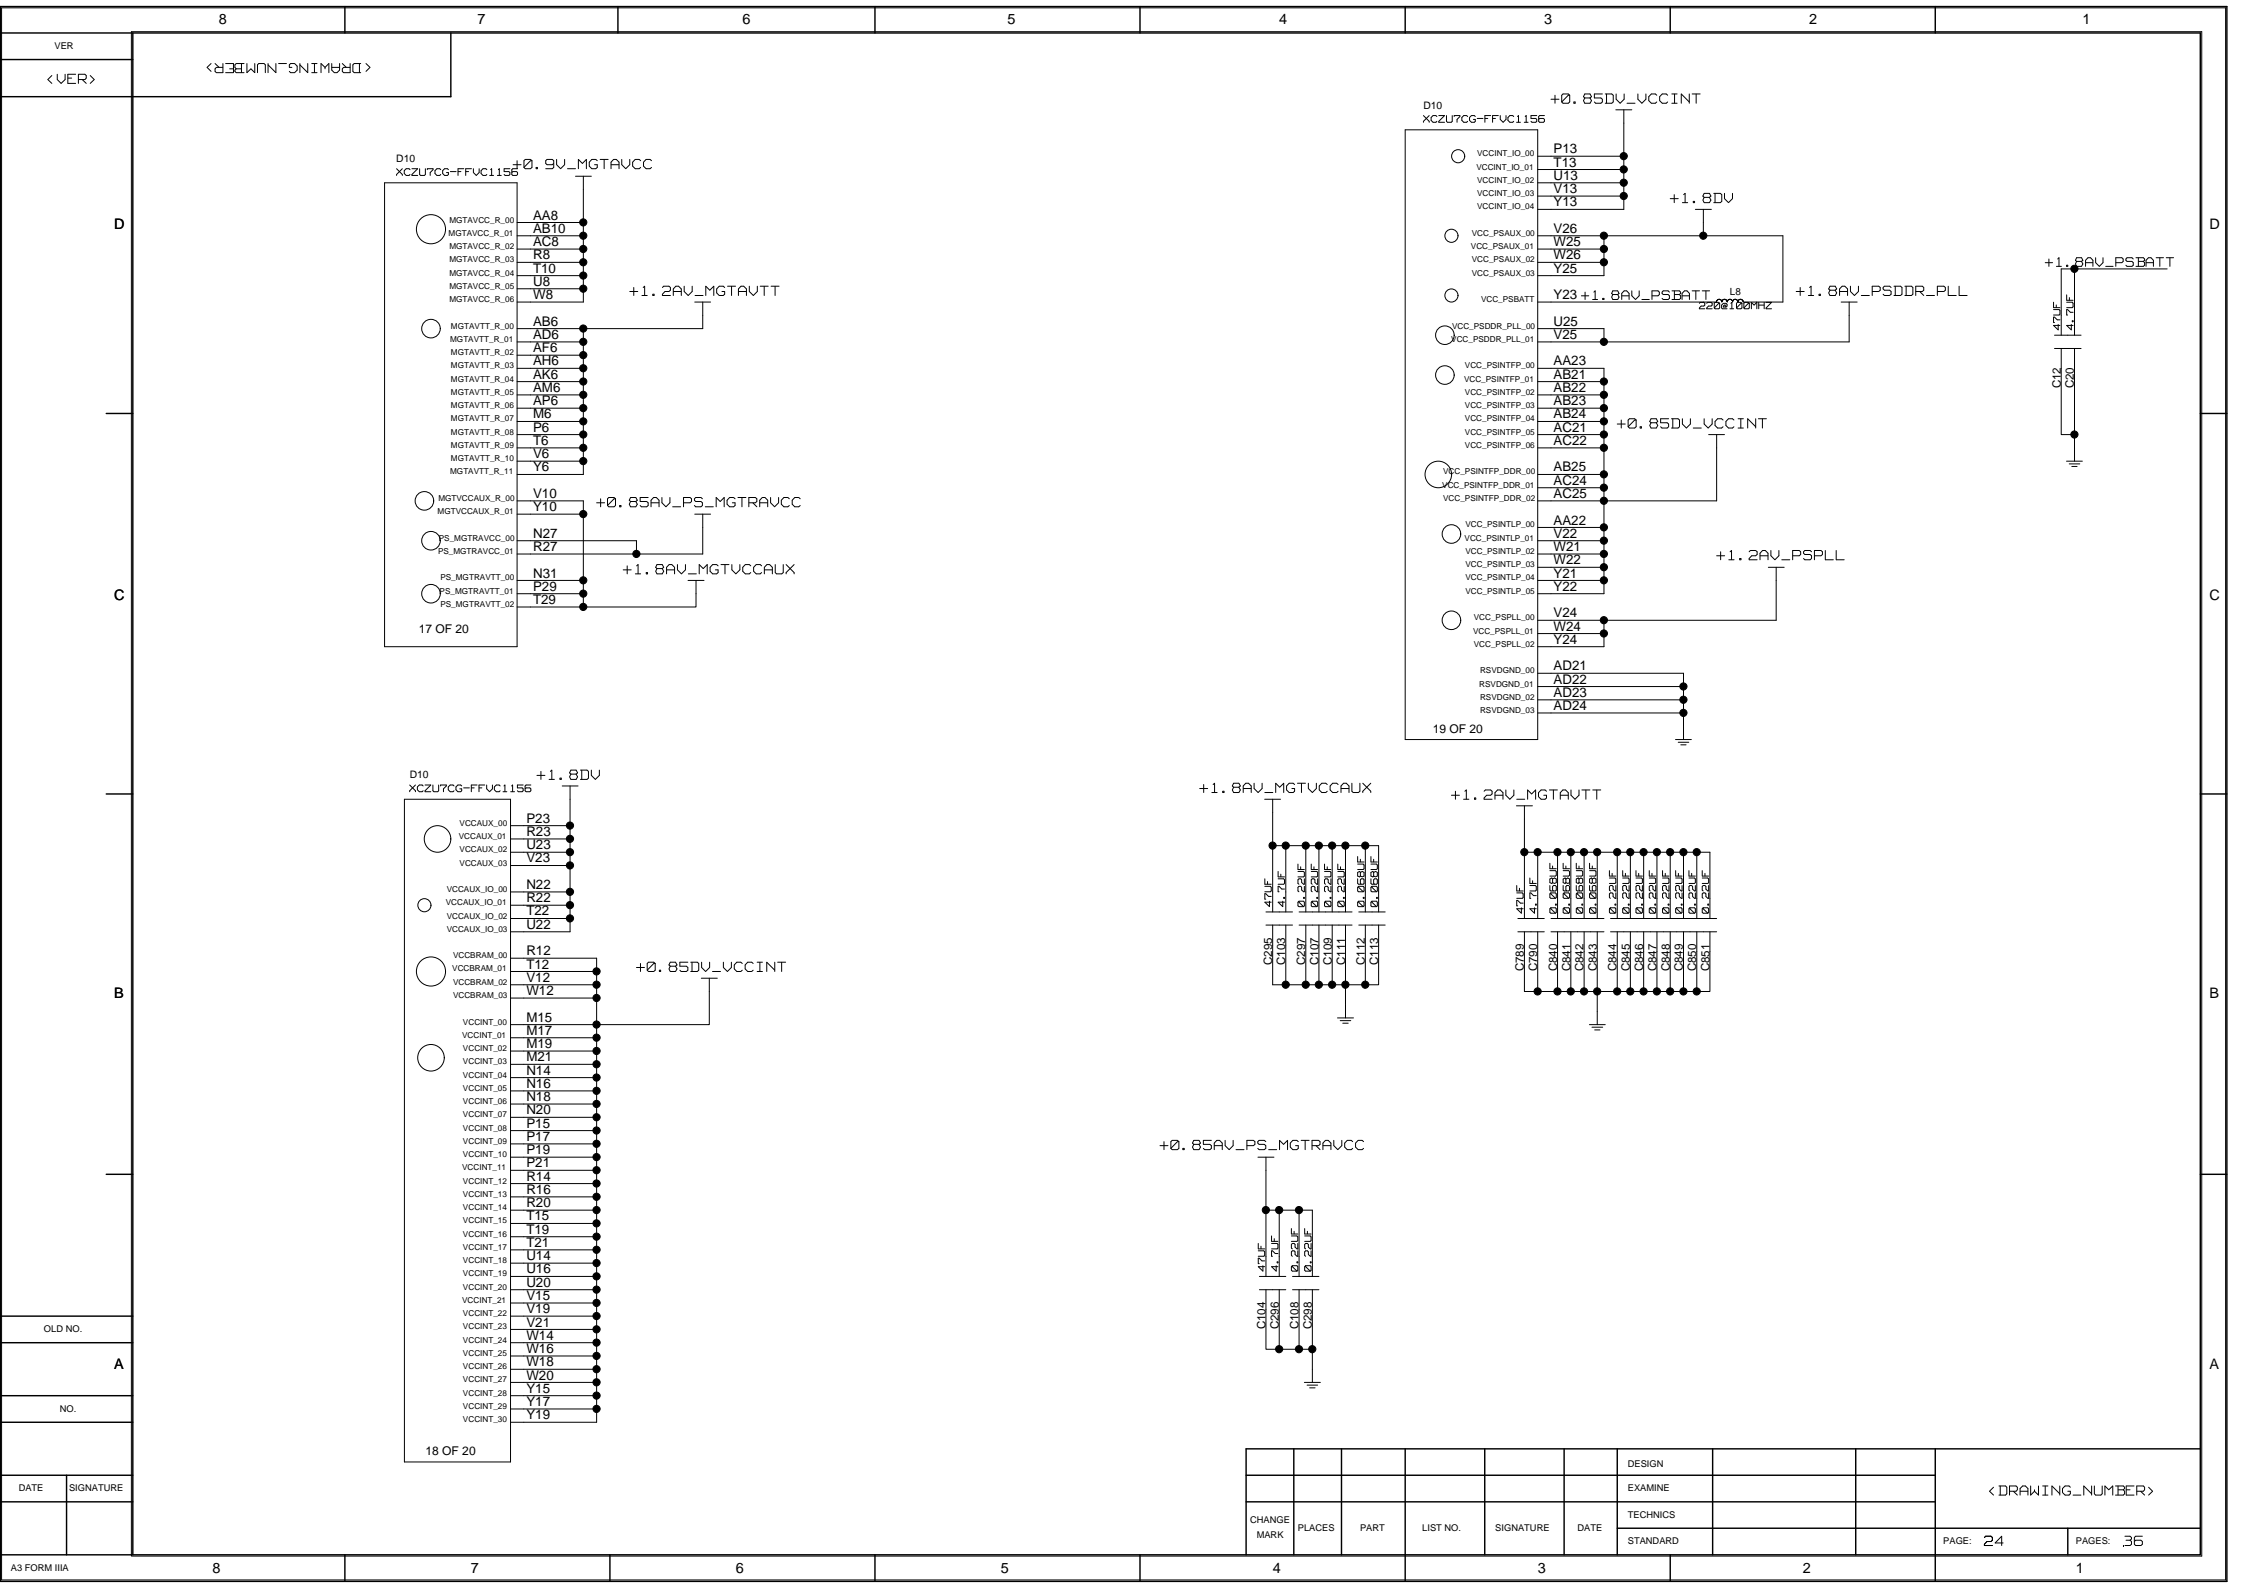 8 7 6 5 4 3 2 1
VER
<VER>
<DRAWING_NUMBER>
D10
XCZU7CG-FFVC1156
+0.9V_MGTAVCC
MGTAVCC_R_00 AA8
MGTAVCC_R_01 AB10
MGTAVCC_R_02 AC8
MGTAVCC_R_03 R8
MGTAVCC_R_04 T10
MGTAVCC_R_05 U8
MGTAVCC_R_06 W8
+1.2AV_MGTAVTT
MGTAVTT_R_00 AB6
MGTAVTT_R_01 AD6
MGTAVTT_R_02 AF6
MGTAVTT_R_03 AH6
MGTAVTT_R_04 AK6
MGTAVTT_R_05 AM6
MGTAVTT_R_06 AP6
MGTAVTT_R_07 M6
MGTAVTT_R_08 P6
MGTAVTT_R_09 T6
MGTAVTT_R_10 V6
MGTAVTT_R_11 Y6
MGTVCCAUX_R_00 V10
MGTVCCAUX_R_01 Y10
+0.85AV_PS_MGTRAVCC
PS_MGTRAVCC_00 N27
PS_MGTRAVCC_01 R27
+1.8AV_MGTVCCAUX
PS_MGTRAVTT_00 N31
PS_MGTRAVTT_01 P29
PS_MGTRAVTT_02 T29
17 OF 20
D10
XCZU7CG-FFVC1156
+0.85DV_VCCINT
VCCINT_IO_00 P13
VCCINT_IO_01 T13
VCCINT_IO_02 U13
VCCINT_IO_03 V13
VCCINT_IO_04 Y13
+1.8DV
VCC_PSAUX_00 V26
VCC_PSAUX_01 W25
VCC_PSAUX_02 W26
VCC_PSAUX_03 Y25
VCC_PSBATT Y23 +1.8AV_PSBATT
L8
220@100MHZ
+1.8AV_PSDDR_PLL
VCC_PSDDR_PLL_00 U25
VCC_PSDDR_PLL_01 V25
VCC_PSINTFP_00 AA23
VCC_PSINTFP_01 AB21
VCC_PSINTFP_02 AB22
VCC_PSINTFP_03 AB23
VCC_PSINTFP_04 AB24
VCC_PSINTFP_05 AC21
VCC_PSINTFP_06 AC22
+0.85DV_VCCINT
VCC_PSINTFP_DDR_00 AB25
VCC_PSINTFP_DDR_01 AC24
VCC_PSINTFP_DDR_02 AC25
VCC_PSINTLP_00 AA22
VCC_PSINTLP_01 V22
VCC_PSINTLP_02 W21
VCC_PSINTLP_03 W22
VCC_PSINTLP_04 Y21
VCC_PSINTLP_05 Y22
+1.2AV_PSPLL
VCC_PSPLL_00 V24
VCC_PSPLL_01 W24
VCC_PSPLL_02 Y24
RSVDGND_00 AD21
RSVDGND_01 AD22
RSVDGND_02 AD23
RSVDGND_03 AD24
19 OF 20
+1.8AV_PSBATT
47UF 4.7UF
C12 C20
D10
XCZU7CG-FFVC1156
+1.8DV
VCCAUX_00 P23
VCCAUX_01 R23
VCCAUX_02 U23
VCCAUX_03 V23
VCCAUX_IO_00 N22
VCCAUX_IO_01 R22
VCCAUX_IO_02 T22
VCCAUX_IO_03 U22
VCCBRAM_00 R12
VCCBRAM_01 T12
VCCBRAM_02 V12
VCCBRAM_03 W12
+0.85DV_VCCINT
VCCINT_00 M15
VCCINT_01 M17
VCCINT_02 M19
VCCINT_03 M21
VCCINT_04 N14
VCCINT_05 N16
VCCINT_06 N18
VCCINT_07 N20
VCCINT_08 P15
VCCINT_09 P17
VCCINT_10 P19
VCCINT_11 P21
VCCINT_12 R14
VCCINT_13 R16
VCCINT_14 R20
VCCINT_15 T15
VCCINT_16 T19
VCCINT_17 T21
VCCINT_18 U14
VCCINT_19 U16
VCCINT_20 U20
VCCINT_21 V15
VCCINT_22 V19
VCCINT_23 V21
VCCINT_24 W14
VCCINT_25 W16
VCCINT_26 W18
VCCINT_27 W20
VCCINT_28 Y15
VCCINT_29 Y17
VCCINT_30 Y19
18 OF 20
+1.8AV_MGTVCCAUX
47UF 4.7UF 0.22UF 0.22UF 0.22UF 0.22UF 0.068UF 0.068UF
C295 C103 C297 C107 C109 C111 C112 C113
+1.2AV_MGTAVTT
47UF 4.7UF 0.068UF 0.068UF 0.068UF 0.068UF 0.22UF 0.22UF 0.22UF 0.22UF 0.22UF 0.22UF 0.22UF 0.22UF
C789 C790 C840 C841 C842 C843 C844 C845 C846 C847 C848 C849 C850 C851
+0.85AV_PS_MGTRAVCC
47UF 4.7UF 0.22UF 0.22UF
C104 C296 C108 C298
D D
C C
B B
A A
OLD NO.
NO.
DATE SIGNATURE
A3 FORM IIIA
DESIGN
EXAMINE
TECHNICS
STANDARD
CHANGE MARK PLACES PART LIST NO. SIGNATURE DATE
<DRAWING_NUMBER>
PAGE: 24 PAGES: 36
8 7 6 5 4 3 2 1